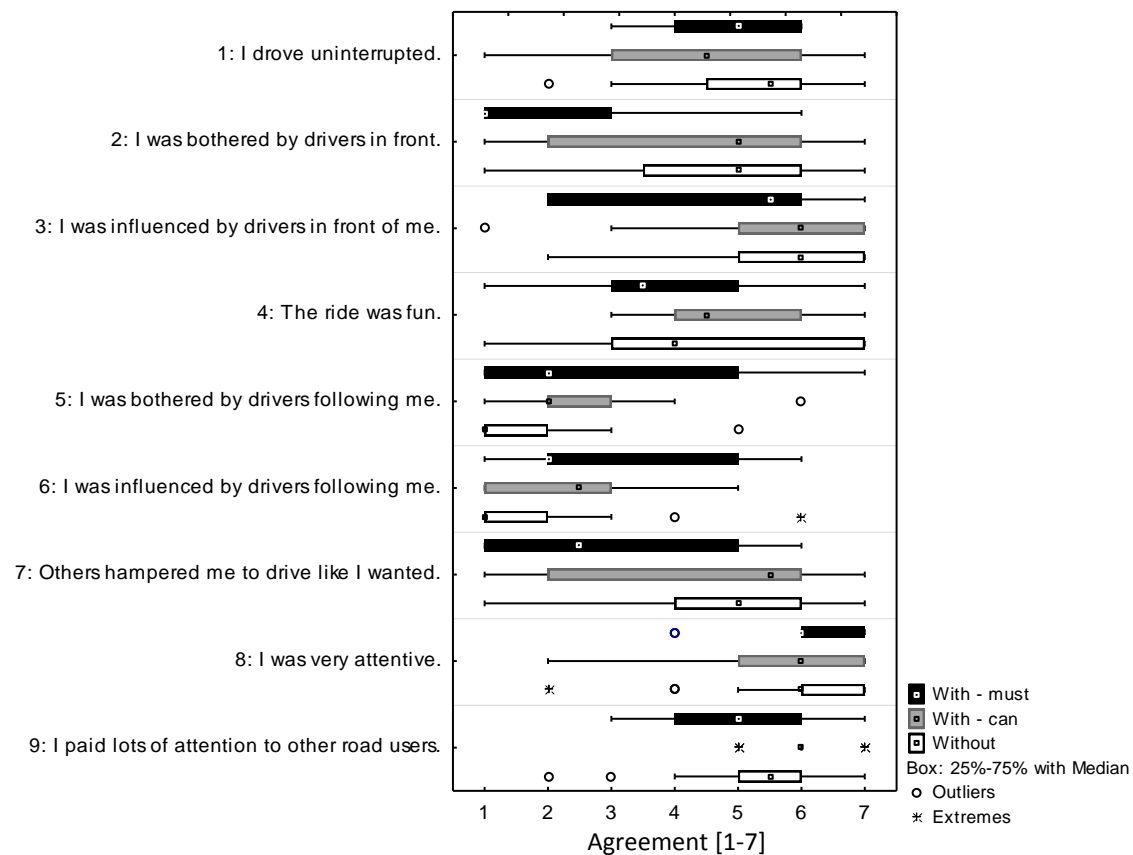 1: I drove uninterrupted.
2: I was bothered by drivers in front.
3: I was influenced by drivers in front of me.
4: The ride was fun.
5: I was bothered by drivers following me.
6: I was influenced by drivers following me.
7: Others hampered me to drive like I wanted.
8: I was very attentive.
9: I paid lots of attention to other road users.
1 2 3 4 5 6 7
Agreement [1-7]
With - must
With - can
Without
Box: 25%-75% with Median
Outliers
Extremes